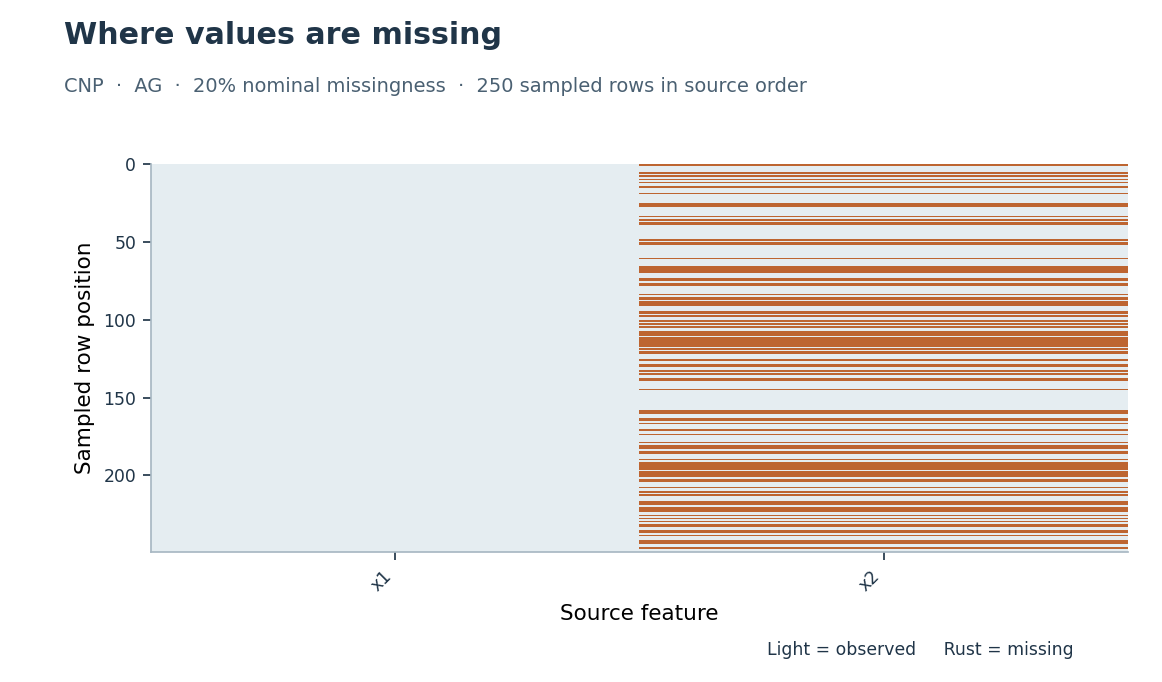 Where values are missing
CNP · AG · 20% nominal missingness · 250 sampled rows in source order
0
50
100
150
200
Sampled row position
x1
x2
Source feature
Light = observed Rust = missing